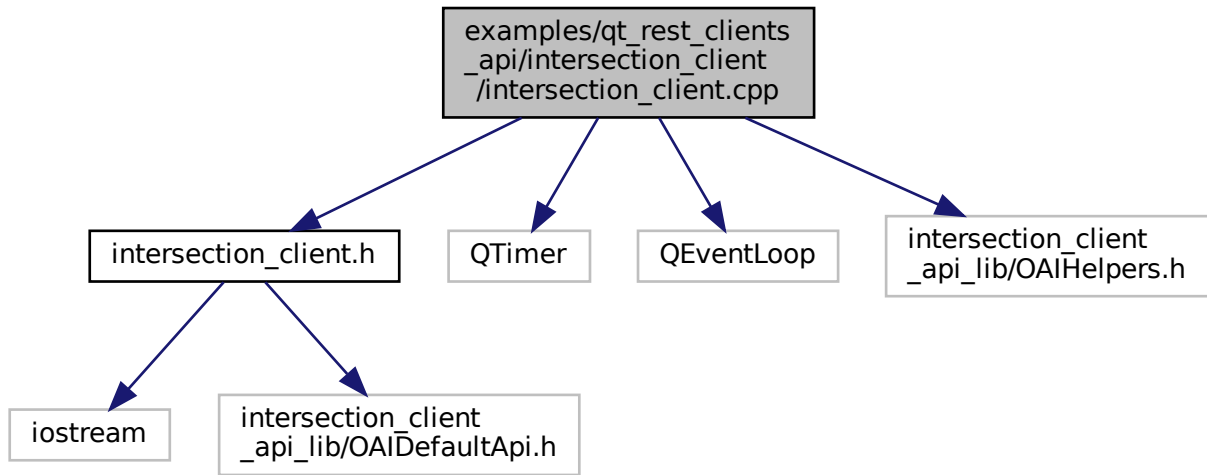 examples/qt_rest_clients
_api/intersection_client
/intersection_client.cpp
intersection_client.h
QTimer
QEventLoop
intersection_client
_api_lib/OAIHelpers.h
iostream
intersection_client
_api_lib/OAIDefaultApi.h